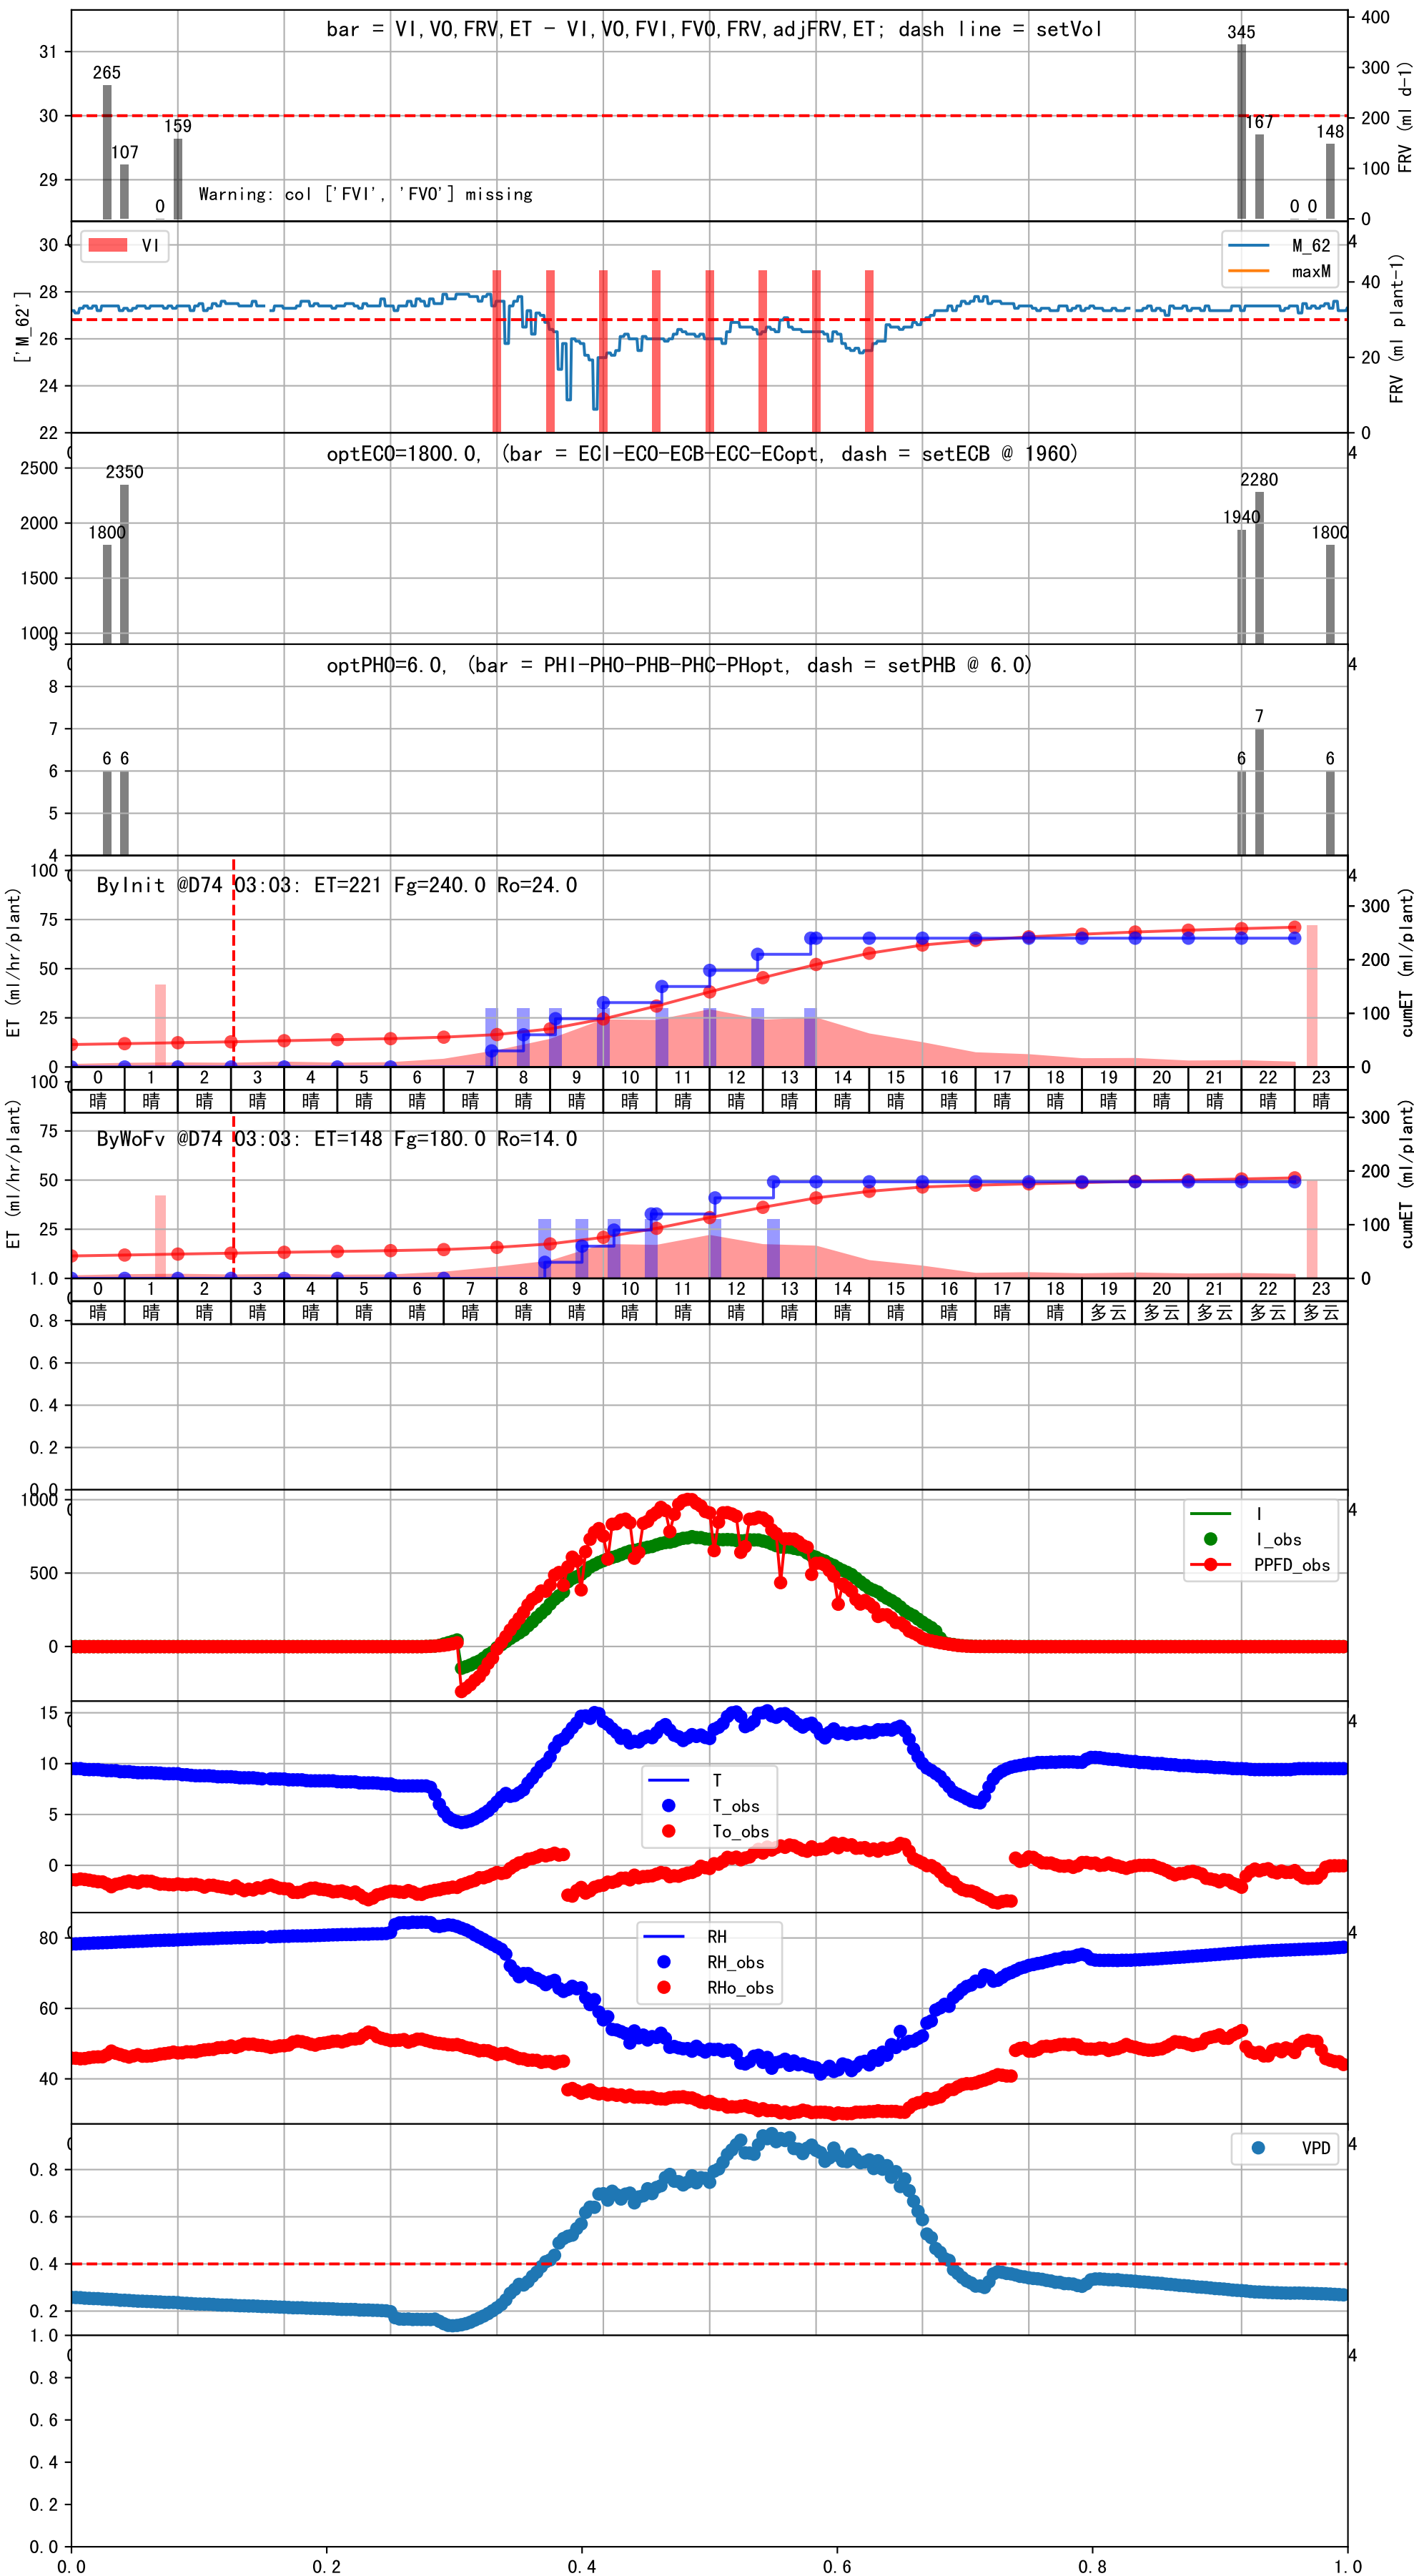 bar = VI,VO,FRV,ET - VI,VO,FVI,FVO,FRV,adjFRV,ET; dash line = setVol
31
30
29
400
300
200
100
0
FRV (ml d-1)
265
107
0
159
345
167
0 0
148
Warning: col ['FVI', 'FVO'] missing
VI
M_62
maxM
['M_62']
30
28
26
24
22
40
20
0
FRV (ml plant-1)
optECO=1800.0, (bar = ECI-ECO-ECB-ECC-ECopt, dash = setECB @ 1960)
2500
2000
1500
1000
1800
2350
1940
2280
1800
optPHO=6.0, (bar = PHI-PHO-PHB-PHC-PHopt, dash = setPHB @ 6.0)
9
8
7
6
5
4
6 6
6
7
6
ByInit @D74 03:03: ET=221 Fg=240.0 Ro=24.0
ET (ml/hr/plant)
100
75
50
25
0
300
200
100
0
cumET (ml/plant)
0 1 2 3 4 5 6 7 8 9 10 11 12 13 14 15 16 17 18 19 20 21 22 23
晴 晴 晴 晴 晴 晴 晴 晴 晴 晴 晴 晴 晴 晴 晴 晴 晴 晴 晴 晴 晴 晴 晴 晴
ByWoFv @D74 03:03: ET=148 Fg=180.0 Ro=14.0
ET (ml/hr/plant)
100
75
50
25
300
200
100
0
cumET (ml/plant)
0 1 2 3 4 5 6 7 8 9 10 11 12 13 14 15 16 17 18 19 20 21 22 23
晴 晴 晴 晴 晴 晴 晴 晴 晴 晴 晴 晴 晴 晴 晴 晴 晴 晴 晴 多云 多云 多云 多云 多云
1.0
0.8
0.6
0.4
0.2
0.0
1000
500
0
I
I_obs
PPFD_obs
15
10
5
0
T
T_obs
To_obs
80
60
40
RH
RH_obs
RHo_obs
0.8
0.6
0.4
0.2
VPD
1.0
0.8
0.6
0.4
0.2
0.0
0.0 0.2 0.4 0.6 0.8 1.0